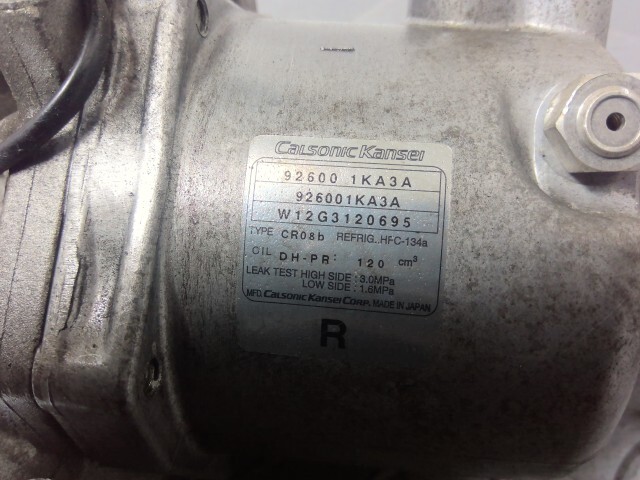 Calsonic Kansei
92600 1KA3A
926001KA3A
W12G3120695
TYPE CR08b REFRIG.:HFC-134a
OIL DH-PR: 120 cm³
LEAK TEST HIGH SIDE : 3.0MPa
LOW SIDE : 1.6MPa
MFD. Calsonic Kansei Corp. MADE IN JAPAN
R